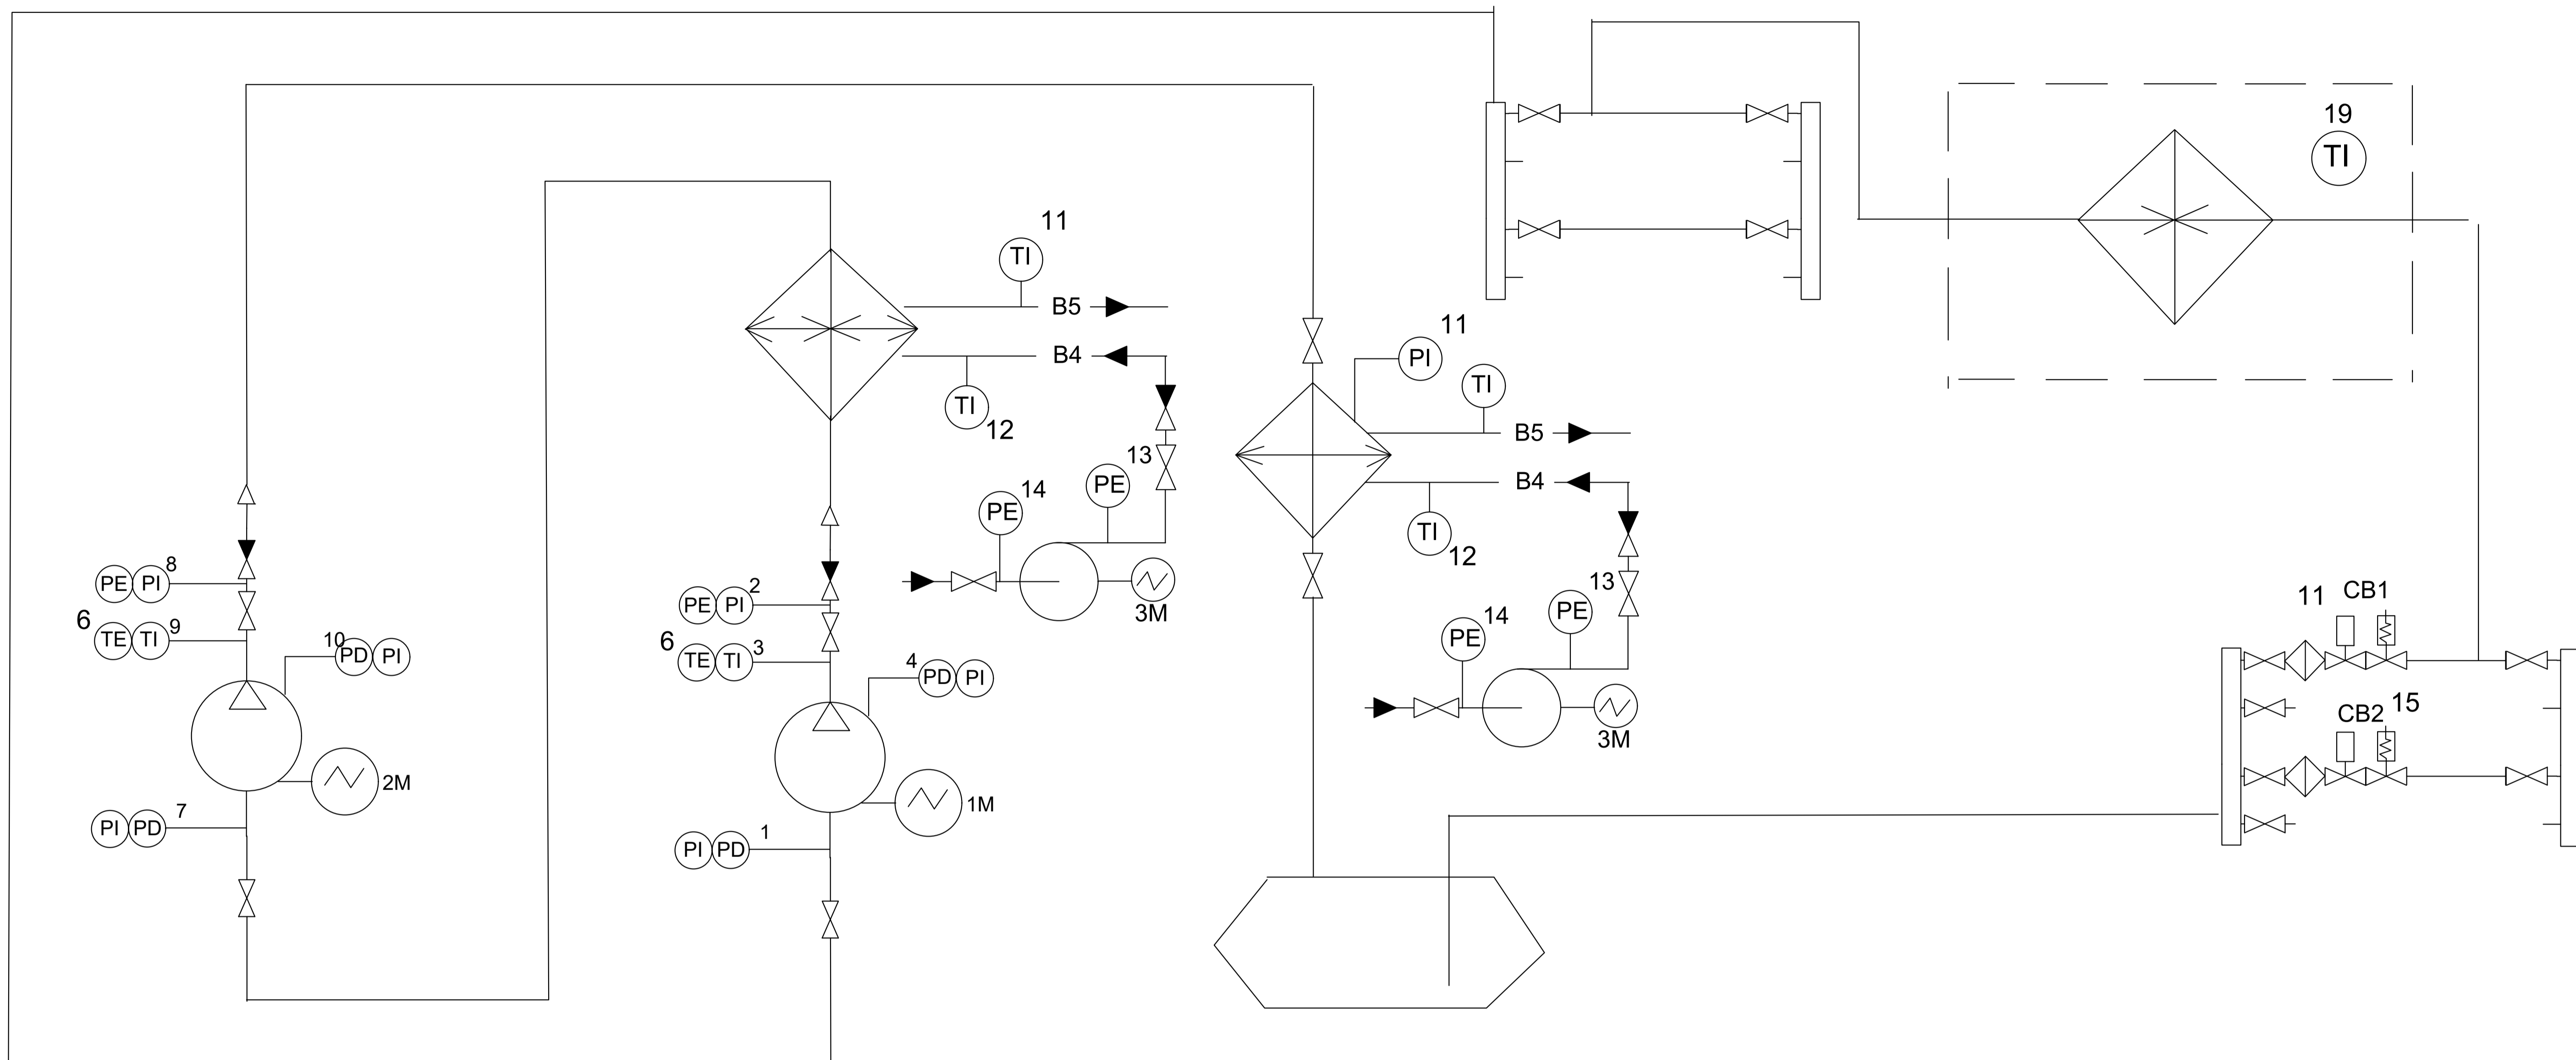 19
TI
11
TI
B5
B4
TI
12
11
PI
TI
B5
B4
TI
12
13
PE
14
PE
3M
13
PE
14
PE
3M
8
PE PI
6
TE TI 9
10
PD PI
2M
7
PI PD
2
PE PI
6
TE TI 3
4
PD PI
1M
1
PI PD
11 CB1
CB2 15